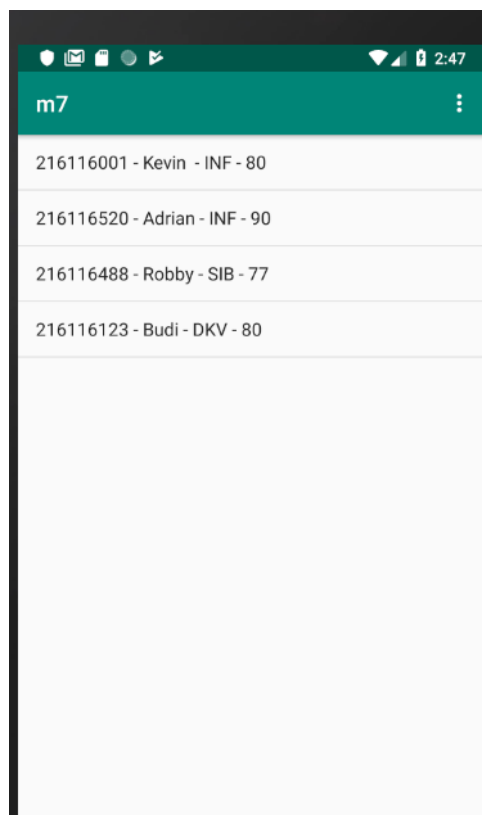 2:47
m7
216116001 - Kevin  - INF - 80
216116520 - Adrian - INF - 90
216116488 - Robby - SIB - 77
216116123 - Budi - DKV - 80